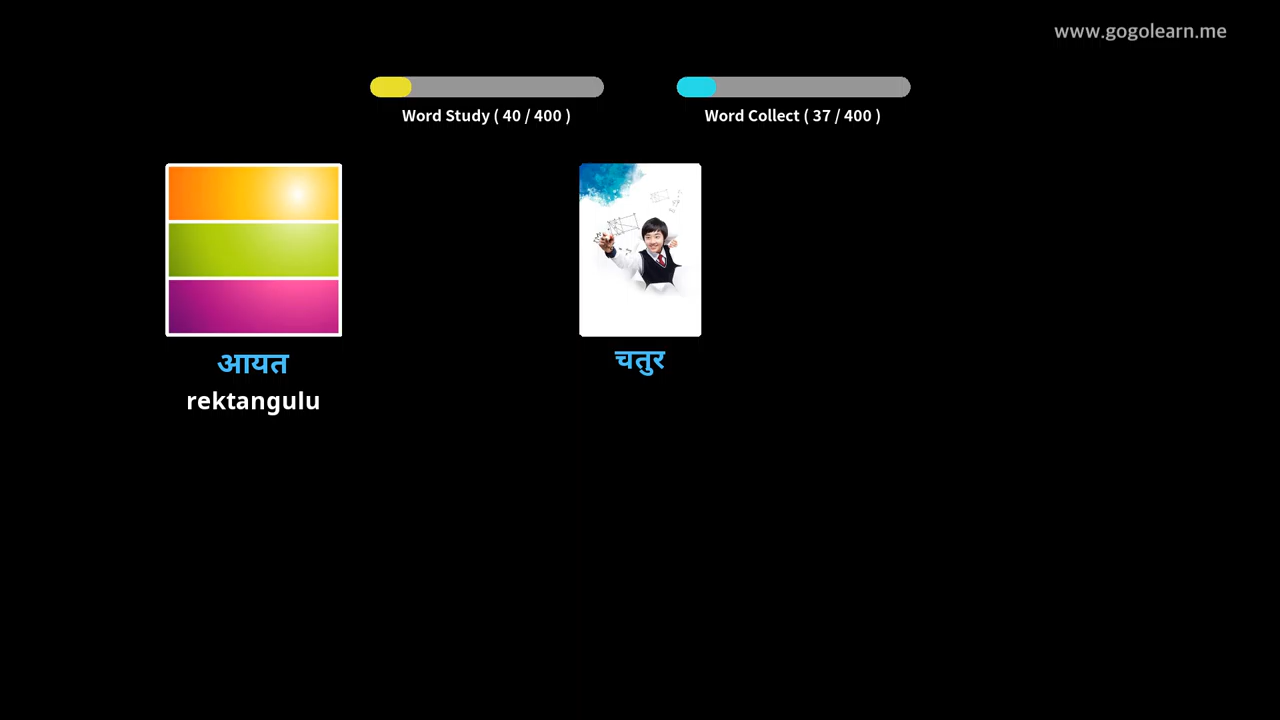 www.gogolearn.me
Word Study ( 40 / 400 )
Word Collect ( 37 / 400 )
आयत
rektangulu
चतुर